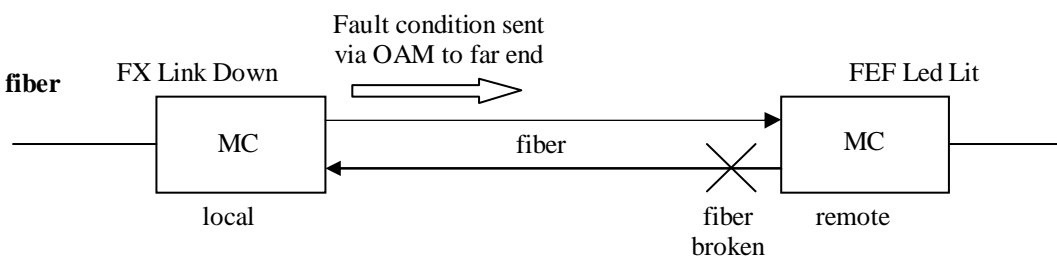 Fault condition sent
via OAM to far end
FX Link Down
FEF Led Lit
fiber
MC
fiber
MC
local
fiber
broken
remote